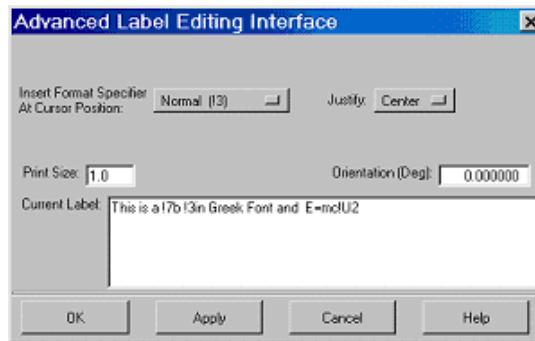 Advanced Label Editing Interface
Insert Format Specifier
At Cursor Position: Normal (!3) Justify: Center
Print Size: 1.0 Orientation (Deg): 0.000000
Current Label: This is a !7b !3in Greek Font and E=mc!U2
OK Apply Cancel Help